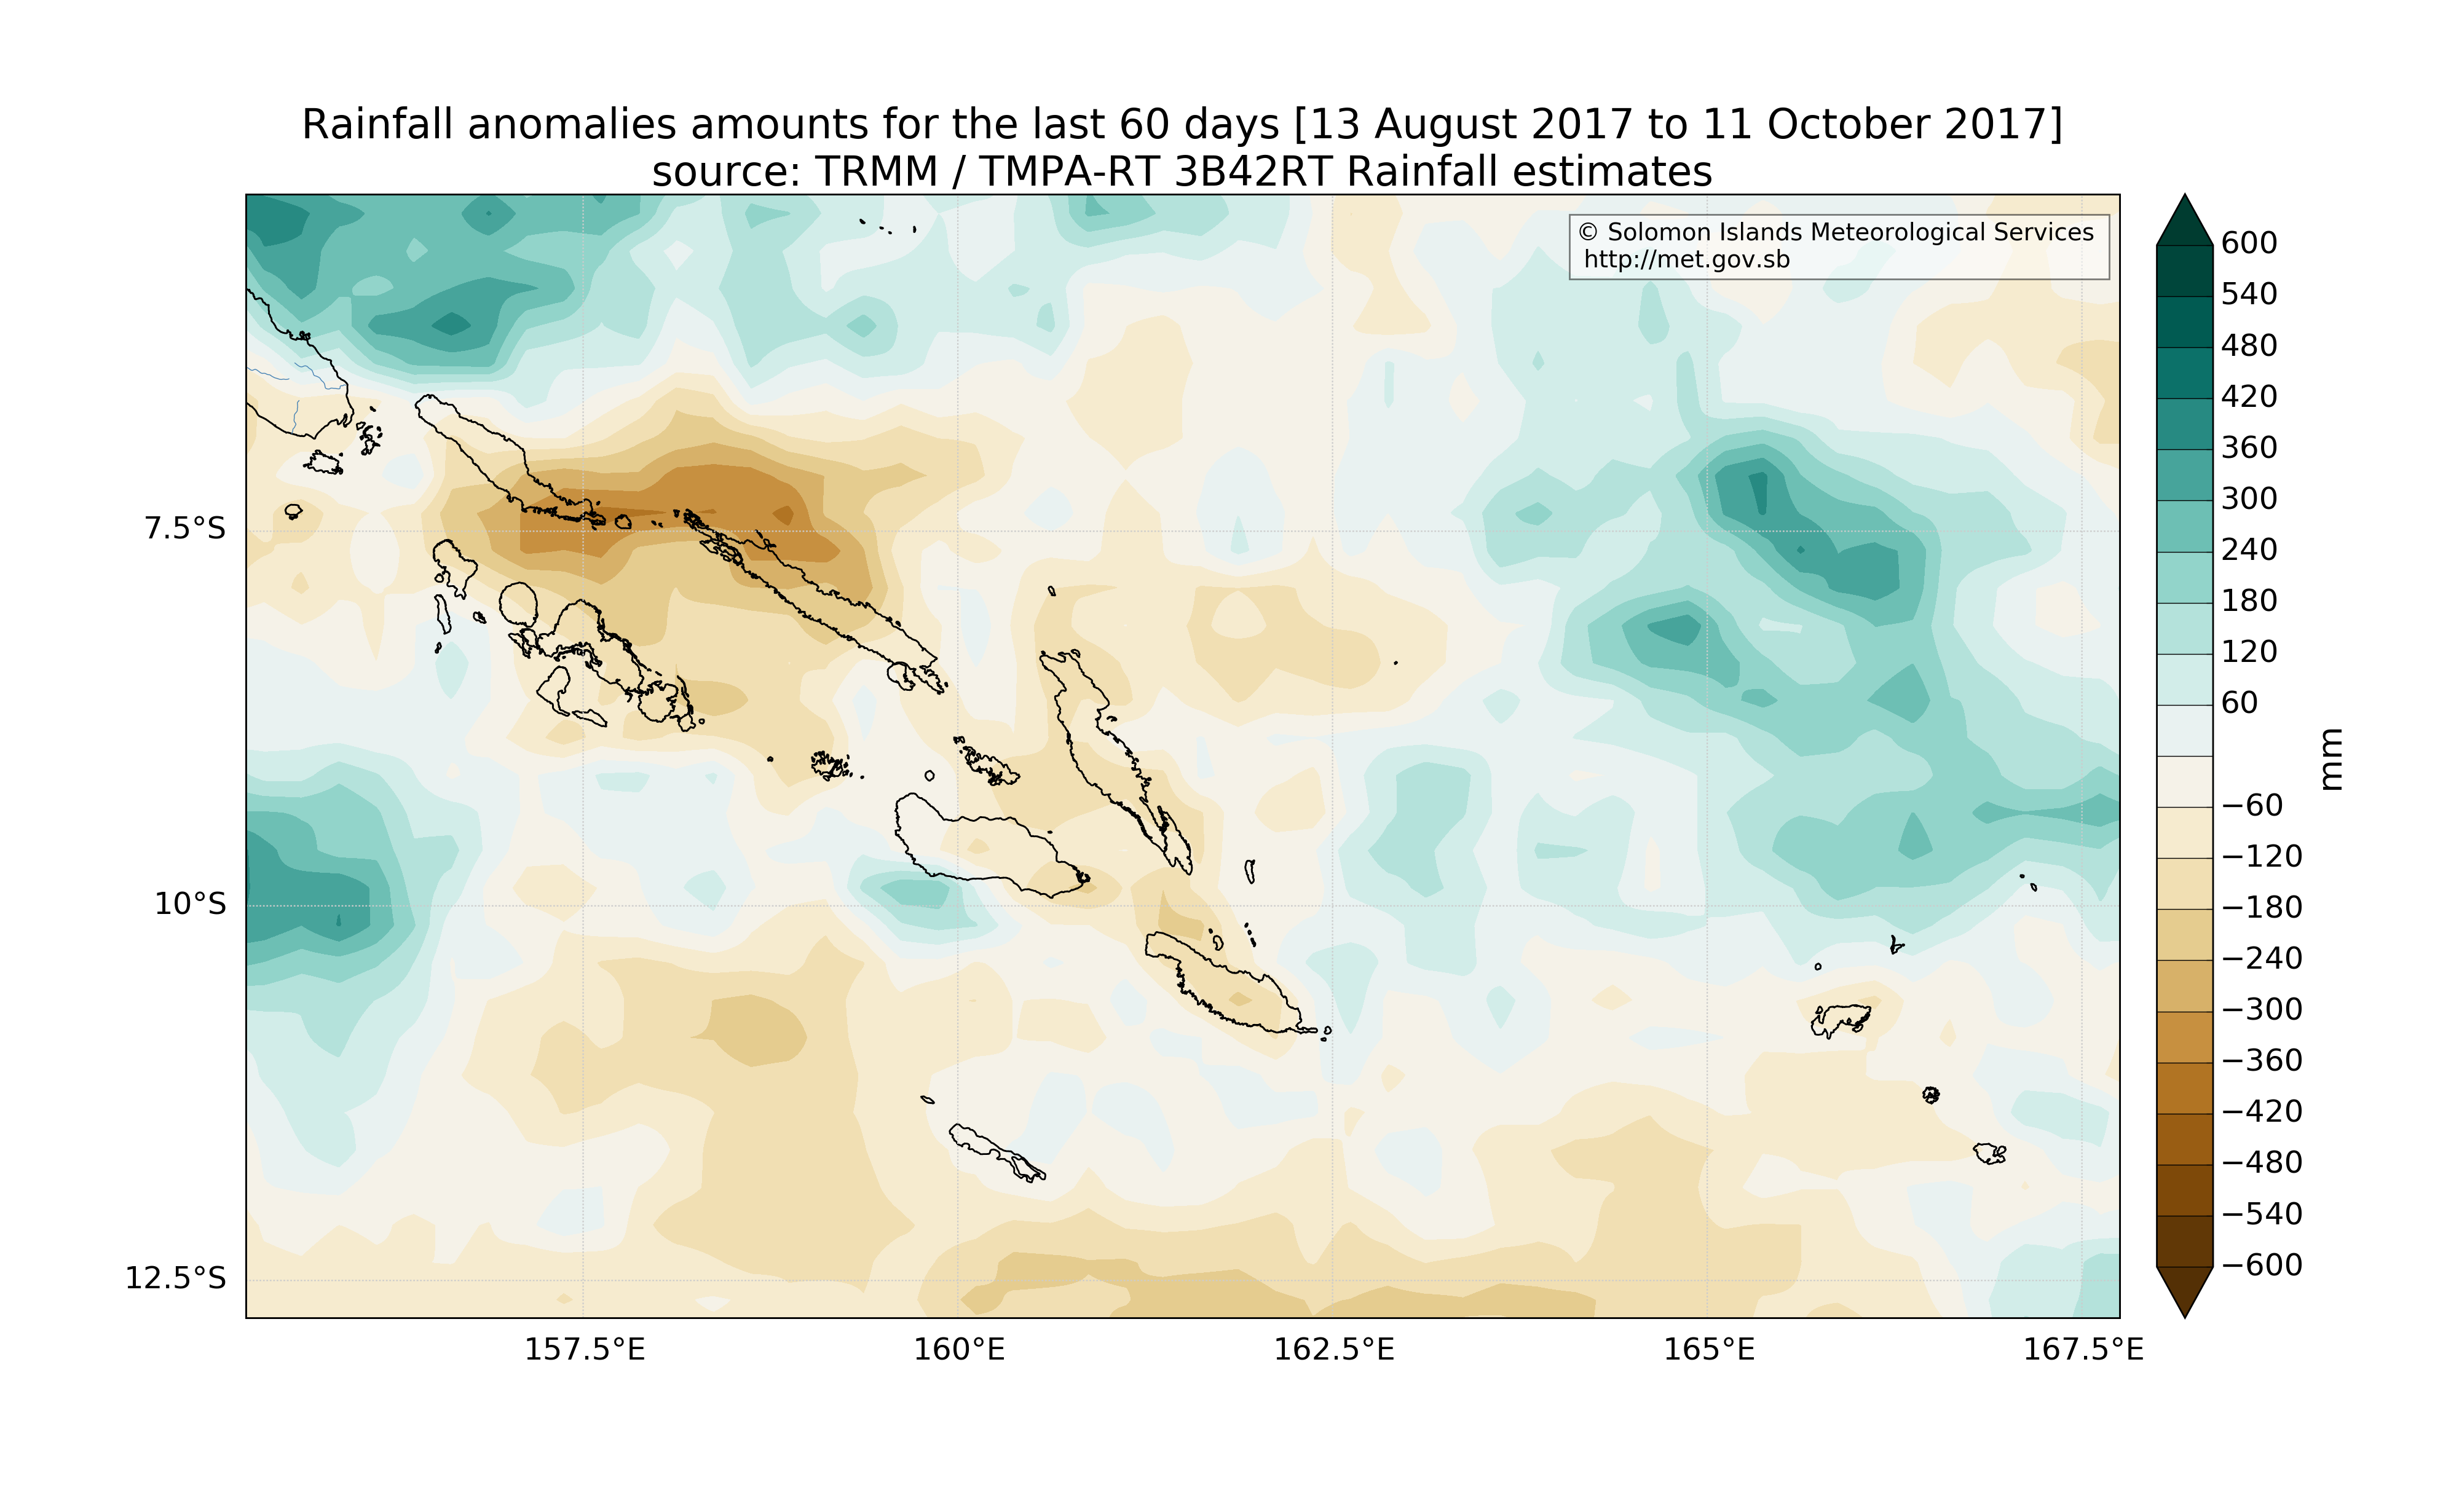 Rainfall anomalies amounts for the last 60 days [13 August 2017 to 11 October 2017]
source: TRMM / TMPA-RT 3B42RT Rainfall estimates
© Solomon Islands Meteorological Services
http://met.gov.sb
7.5°S
10°S
12.5°S
157.5°E
160°E
162.5°E
165°E
167.5°E
600
540
480
420
360
300
240
180
120
60
−60
−120
−180
−240
−300
−360
−420
−480
−540
−600
mm